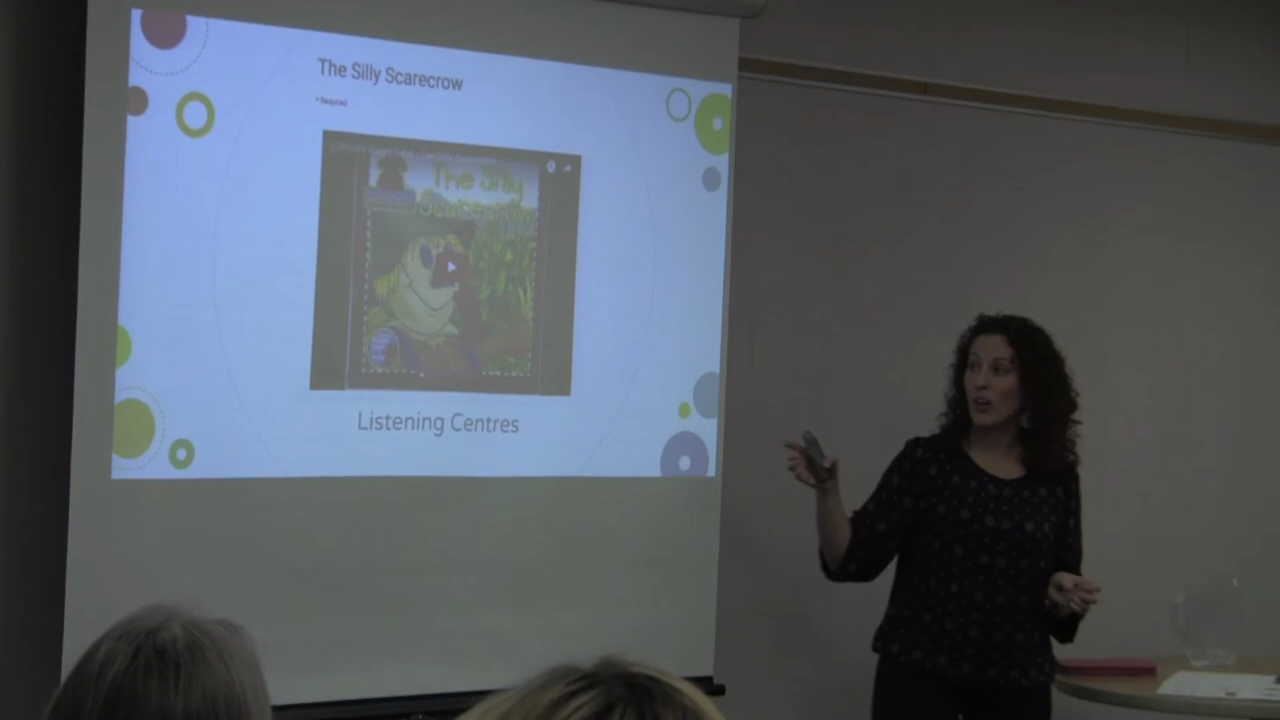 The Silly Scarecrow
* Required
The Silly
Scarecrow
Listening Centres